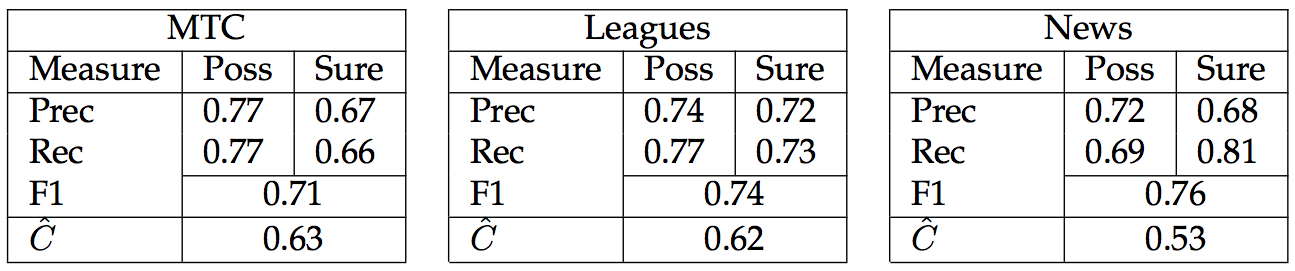 MTC
Measure Poss Sure
Prec 0.77 0.67
Rec 0.77 0.66
F1 0.71
Ĉ 0.63
Leagues
Measure Poss Sure
Prec 0.74 0.72
Rec 0.77 0.73
F1 0.74
Ĉ 0.62
News
Measure Poss Sure
Prec 0.72 0.68
Rec 0.69 0.81
F1 0.76
Ĉ 0.53